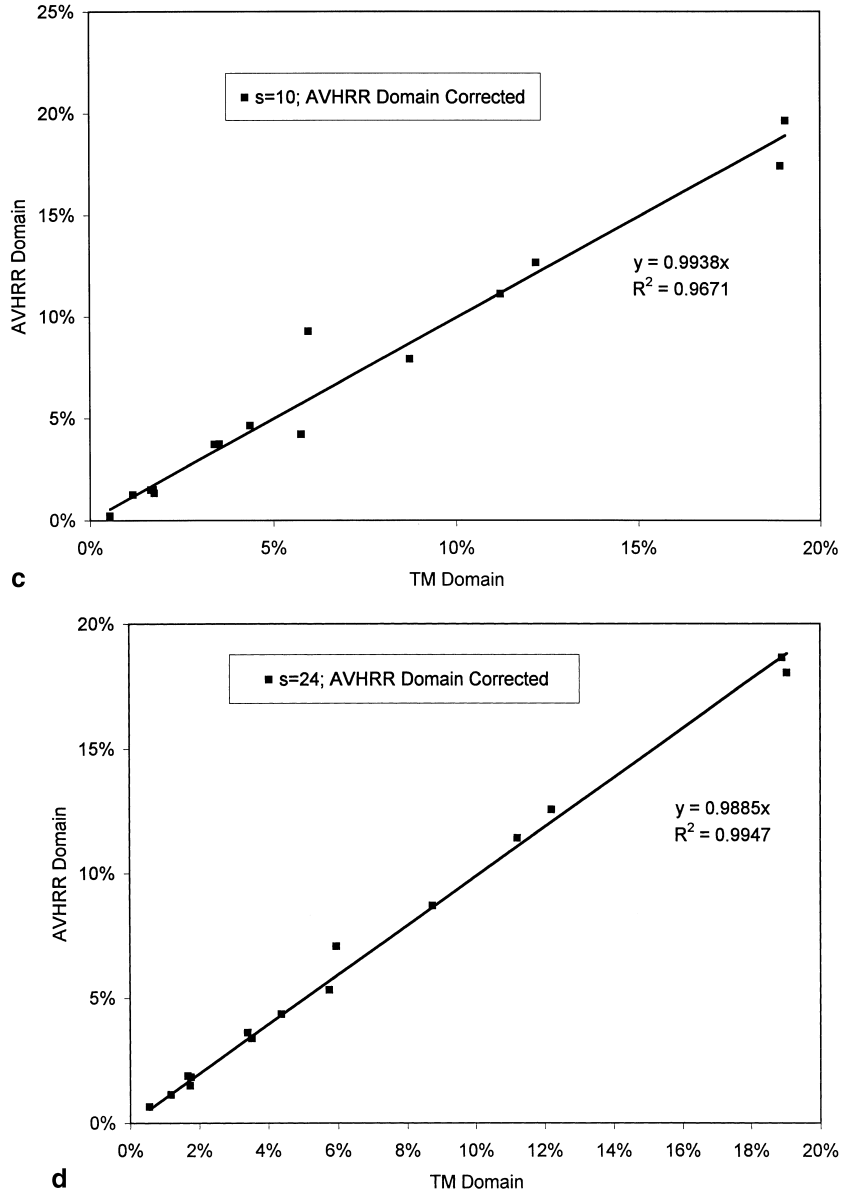 25%
20%
15%
10%
5%
0%
AVHRR Domain
s=10; AVHRR Domain Corrected
y = 0.9938x
R² = 0.9671
0% 5% 10% 15% 20%
TM Domain
c
20%
15%
10%
5%
0%
AVHRR Domain
s=24; AVHRR Domain Corrected
y = 0.9885x
R² = 0.9947
0% 2% 4% 6% 8% 10% 12% 14% 16% 18% 20%
TM Domain
d